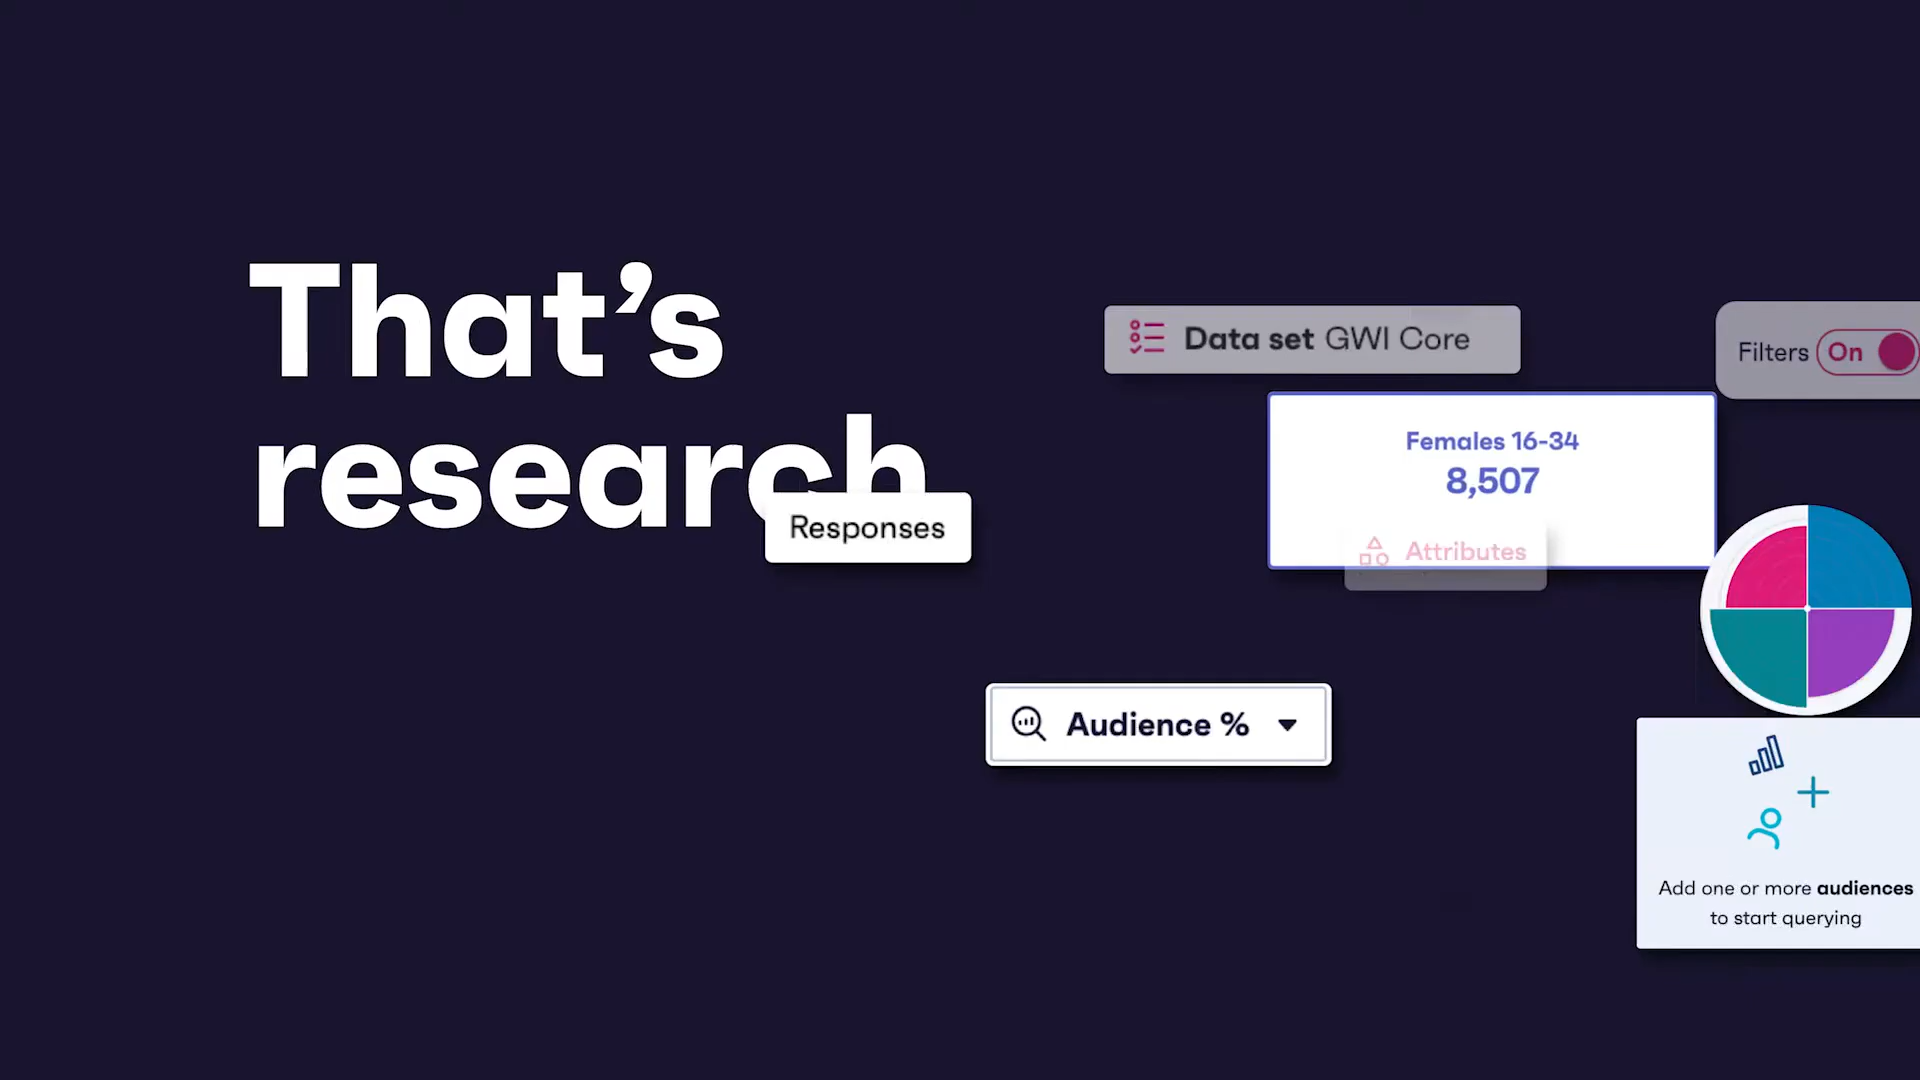 That’s
research
Responses
Data set GWI Core
Filters On
Females 16-34
8,507
Attributes
Audience %
Add one or more audiences
to start querying